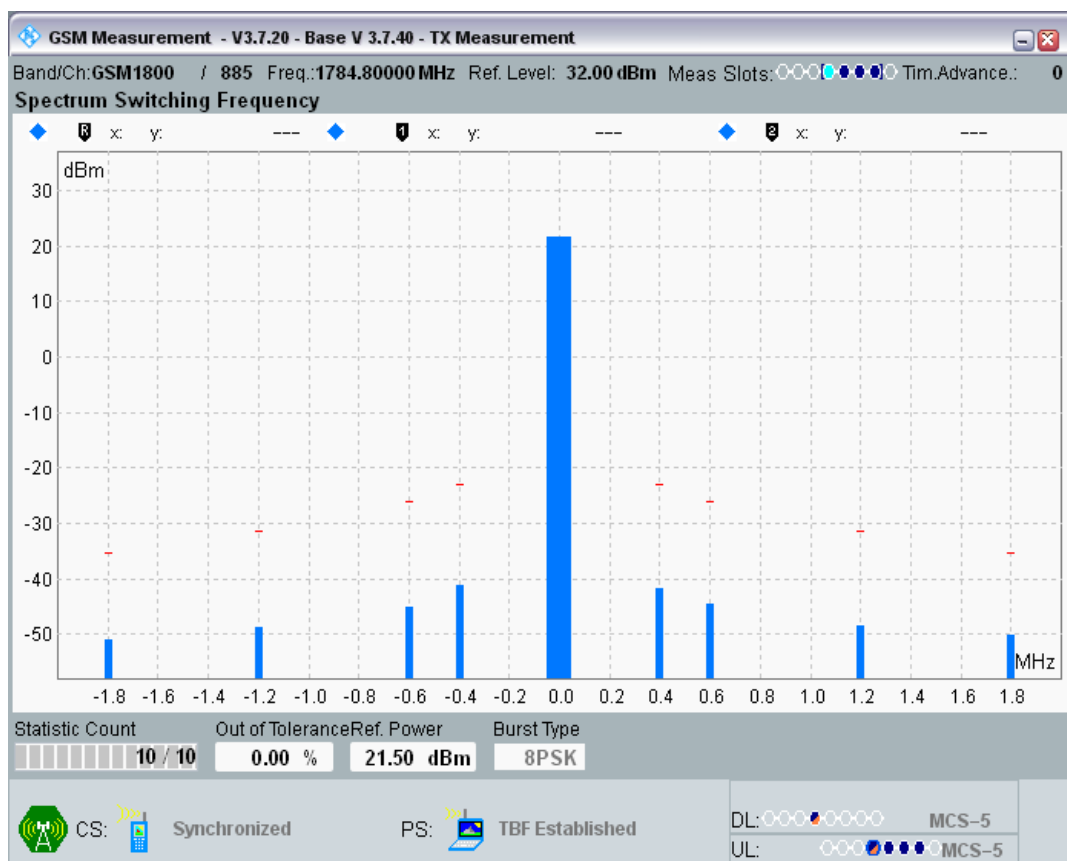 GSM Measurement - V3.7.20 - Base V 3.7.40 - TX Measurement
Band/Ch:GSM1800 / 885 Freq.:1784.80000 MHz Ref. Level: 32.00 dBm Meas Slots: Tim.Advance.: 0
Spectrum Switching Frequency
R x: y: --- 1 x: y: --- 2 x: y: ---
dBm
30
20
10
0
-10
-20
-30
-40
-50
MHz
-1.8 -1.6 -1.4 -1.2 -1.0 -0.8 -0.6 -0.4 -0.2 0.0 0.2 0.4 0.6 0.8 1.0 1.2 1.4 1.6 1.8
Statistic Count Out of Tolerance Ref. Power Burst Type
10 / 10 0.00 % 21.50 dBm 8PSK
CS: Synchronized PS: TBF Established
DL: MCS-5
UL: MCS-5